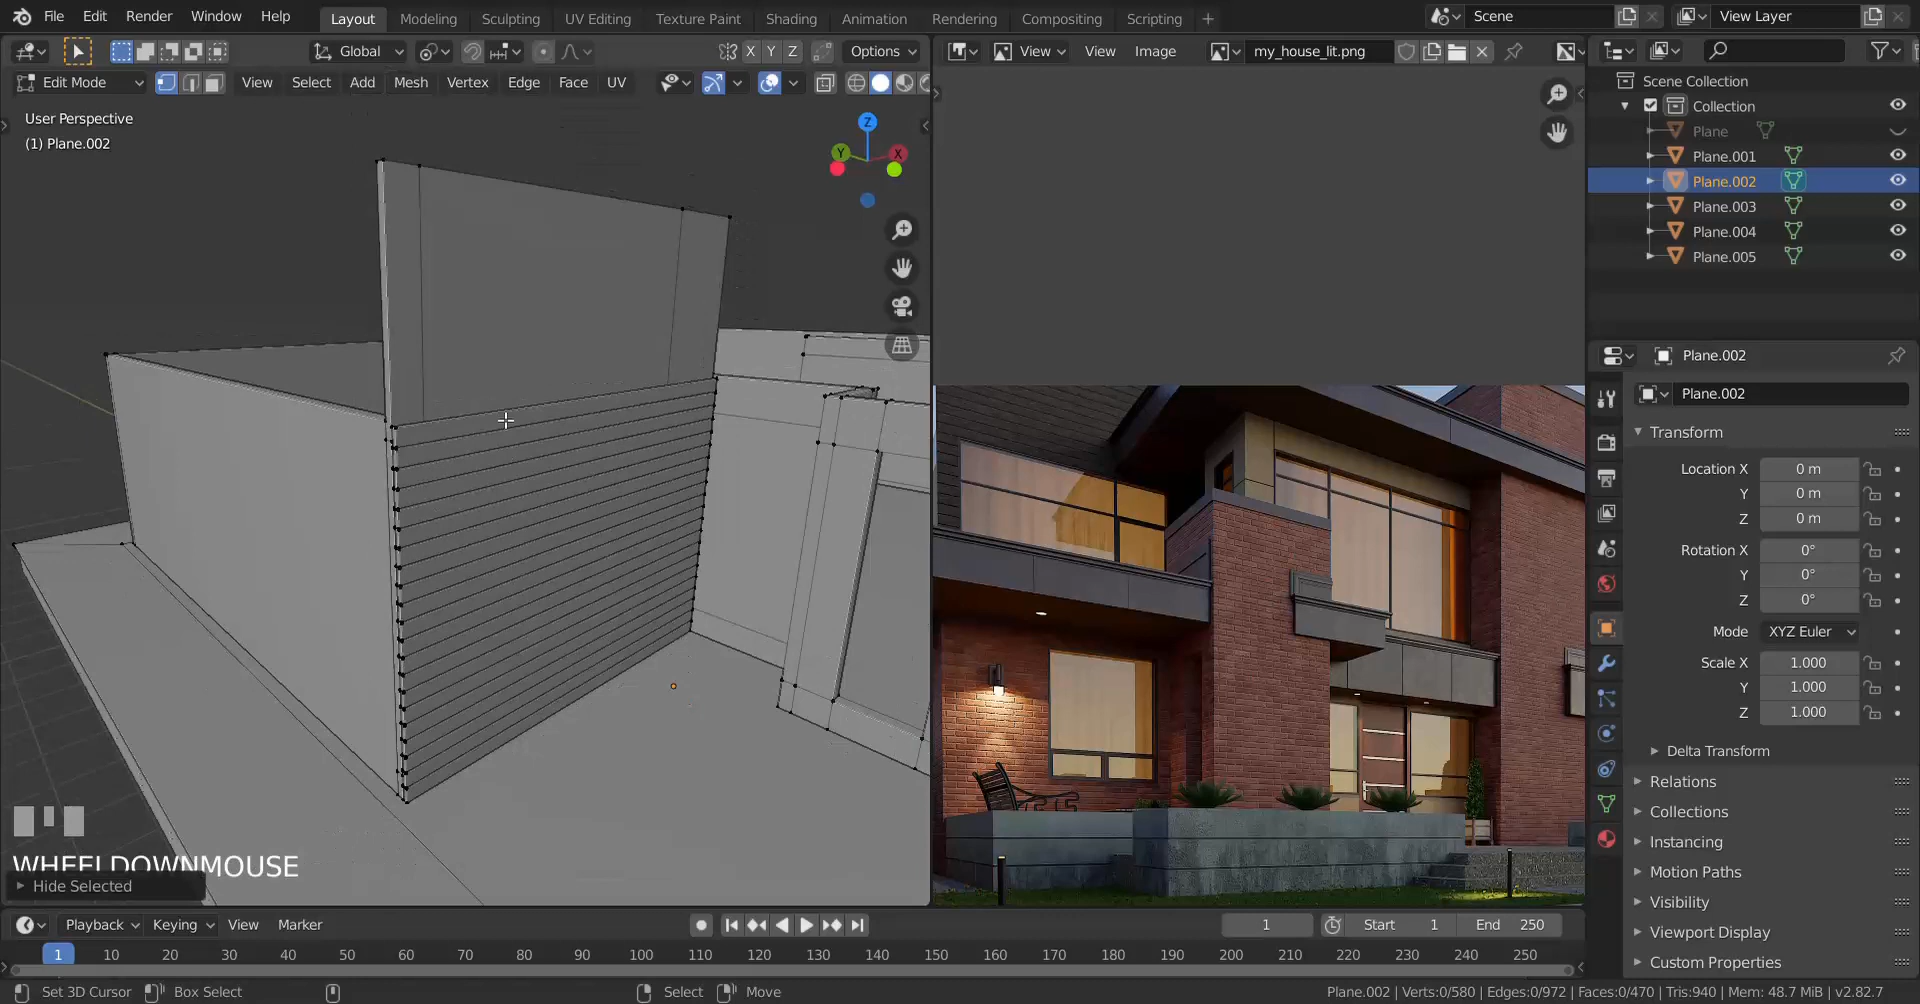 File Edit Render Window Help Layout Modeling Sculpting UV Editing Texture Paint Shading Animation Rendering Compositing Scripting + Scene View Layer
Global X Y Z Options View View Image my_house_lit.png
Edit Mode View Select Add Mesh Vertex Edge Face UV
User Perspective
(1) Plane.002
Z
Y X
WHEELDOWNMOUSE
Hide Selected
Scene Collection
Collection
Plane
Plane.001
Plane.002
Plane.003
Plane.004
Plane.005
Plane.002
Plane.002
Transform
Location X 0 m
Y 0 m
Z 0 m
Rotation X 0°
Y 0°
Z 0°
Mode XYZ Euler
Scale X 1.000
Y 1.000
Z 1.000
Delta Transform
Relations
Collections
Instancing
Motion Paths
Visibility
Viewport Display
Custom Properties
Playback Keying View Marker 1 Start 1 End 250
1 10 20 30 40 50 60 70 80 90 100 110 120 130 140 150 160 170 180 190 200 210 220 230 240 250
Set 3D Cursor Box Select Select Move Plane.002 | Verts:0/580 | Edges:0/972 | Faces:0/470 | Tris:940 | Mem: 48.7 MiB | v2.82.7